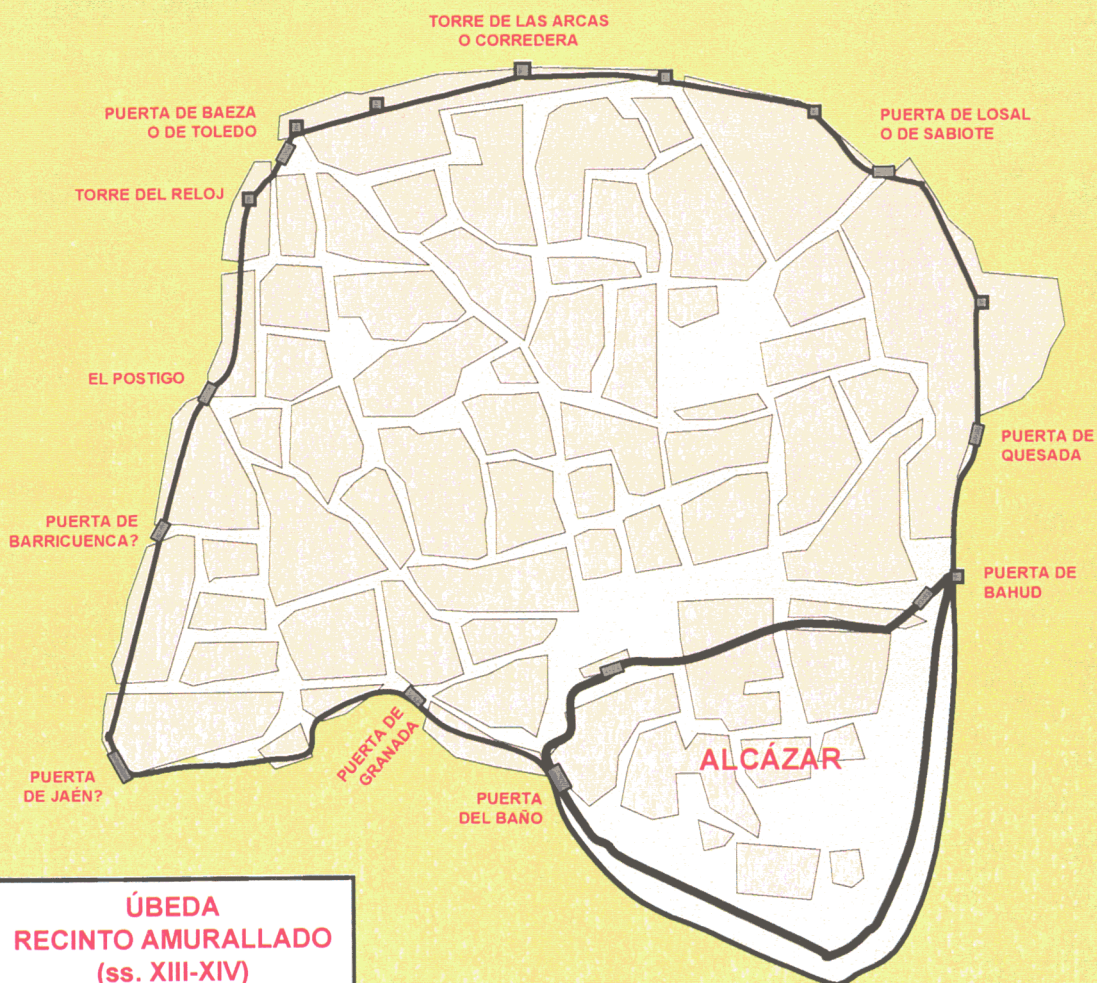 TORRE DE LAS ARCAS
O CORREDERA
PUERTA DE BAEZA
O DE TOLEDO
PUERTA DE LOSAL
O DE SABIOTE
TORRE DEL RELOJ
EL POSTIGO
PUERTA DE
QUESADA
PUERTA DE
BARRICUENCA?
PUERTA DE
BAHUD
PUERTA DE
GRANADA
ALCÁZAR
PUERTA
DE JAÉN?
PUERTA
DEL BAÑO
ÚBEDA
RECINTO AMURALLADO
(ss. XIII-XIV)